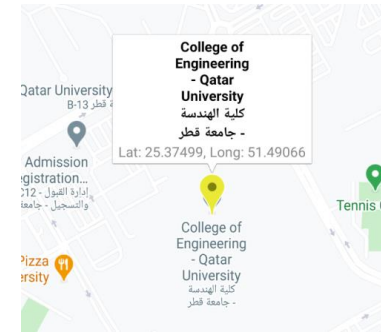 College of
Engineering
- Qatar
University
كلية الهندسة
- جامعة قطر
Lat: 25.37499, Long: 51.49066
Qatar University
قطر B-13
Admission
egistration...
إدارة القبول - C12
والتسجيل - جامعة
Tennis
College of
Engineering
- Qatar
University
كلية الهندسة
- جامعة قطر
Pizza
ersity